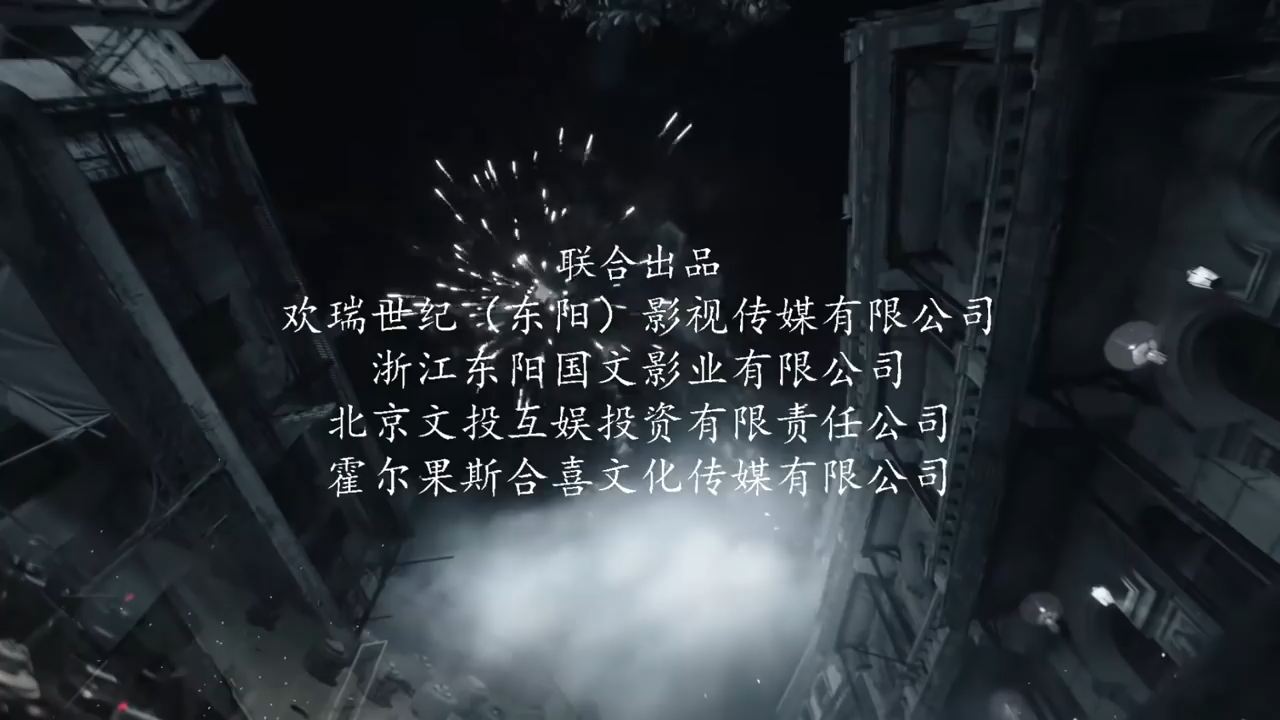 联合出品
欢瑞世纪（东阳）影视传媒有限公司
浙江东阳国文影业有限公司
北京文投互娱投资有限责任公司
霍尔果斯合喜文化传媒有限公司